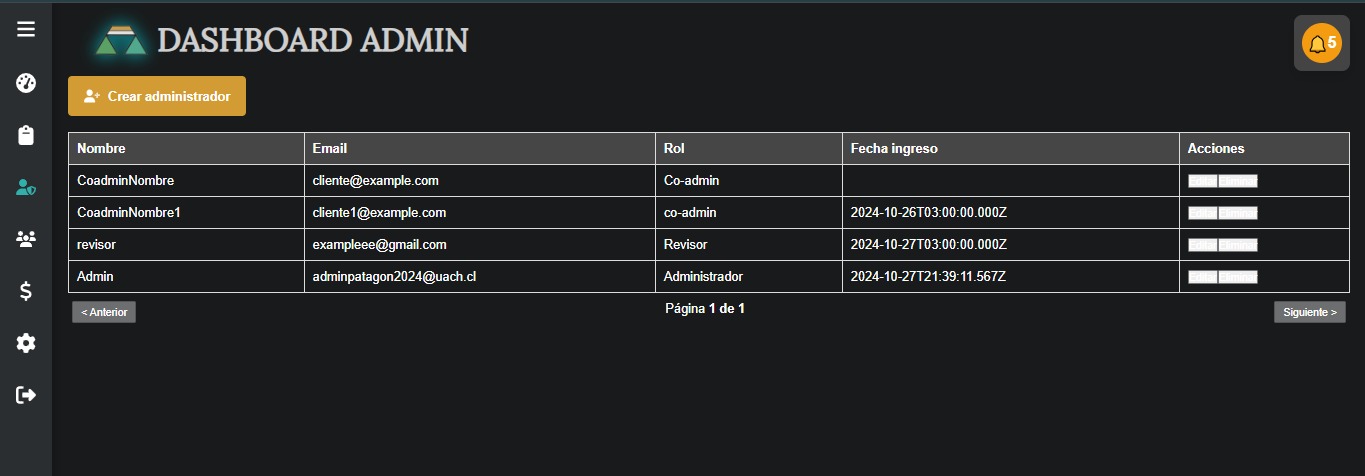 DASHBOARD ADMIN
5
Crear administrador
Nombre Email Rol Fecha ingreso Acciones
CoadminNombre cliente@example.com Co-admin Editar Eliminar
CoadminNombre1 cliente1@example.com co-admin 2024-10-26T03:00:00.000Z Editar Eliminar
revisor exampleee@gmail.com Revisor 2024-10-27T03:00:00.000Z Editar Eliminar
Admin adminpatagon2024@uach.cl Administrador 2024-10-27T21:39:11.567Z Editar Eliminar
< Anterior Página 1 de 1 Siguiente >